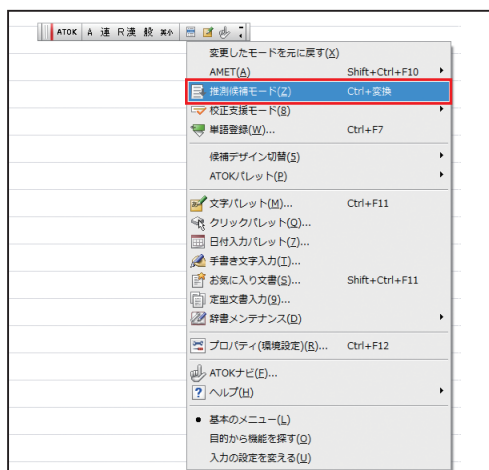 ATOK A 連 R漢 般 ※小
変更したモードを元に戻す(X)
AMET(A) Shift+Ctrl+F10
推測候補モード(Z) Ctrl+変換
校正支援モード(8)
単語登録(W)... Ctrl+F7
候補デザイン切替(5)
ATOKパレット(P)
文字パレット(M)... Ctrl+F11
クリックパレット(Q)...
日付入力パレット(7)...
手書き文字入力(T)...
お気に入り文書(S)... Shift+Ctrl+F11
定型文書入力(9)...
辞書メンテナンス(D)
プロパティ(環境設定)(R)... Ctrl+F12
ATOKナビ(F)...
ヘルプ(H)
基本のメニュー(L)
目的から機能を探す(O)
入力の設定を変える(U)